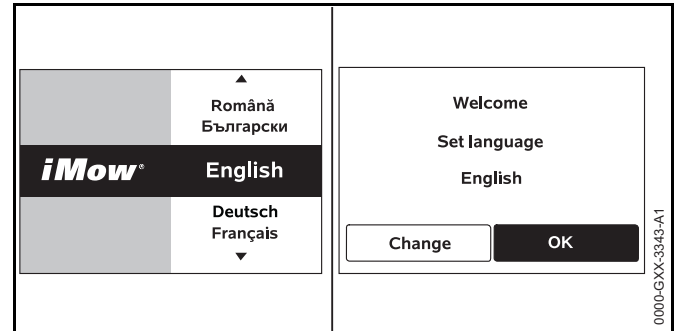 Română
Български
iMow®
English
Deutsch
Français
Welcome
Set language
English
Change
OK
0000-GXX-3343-A1